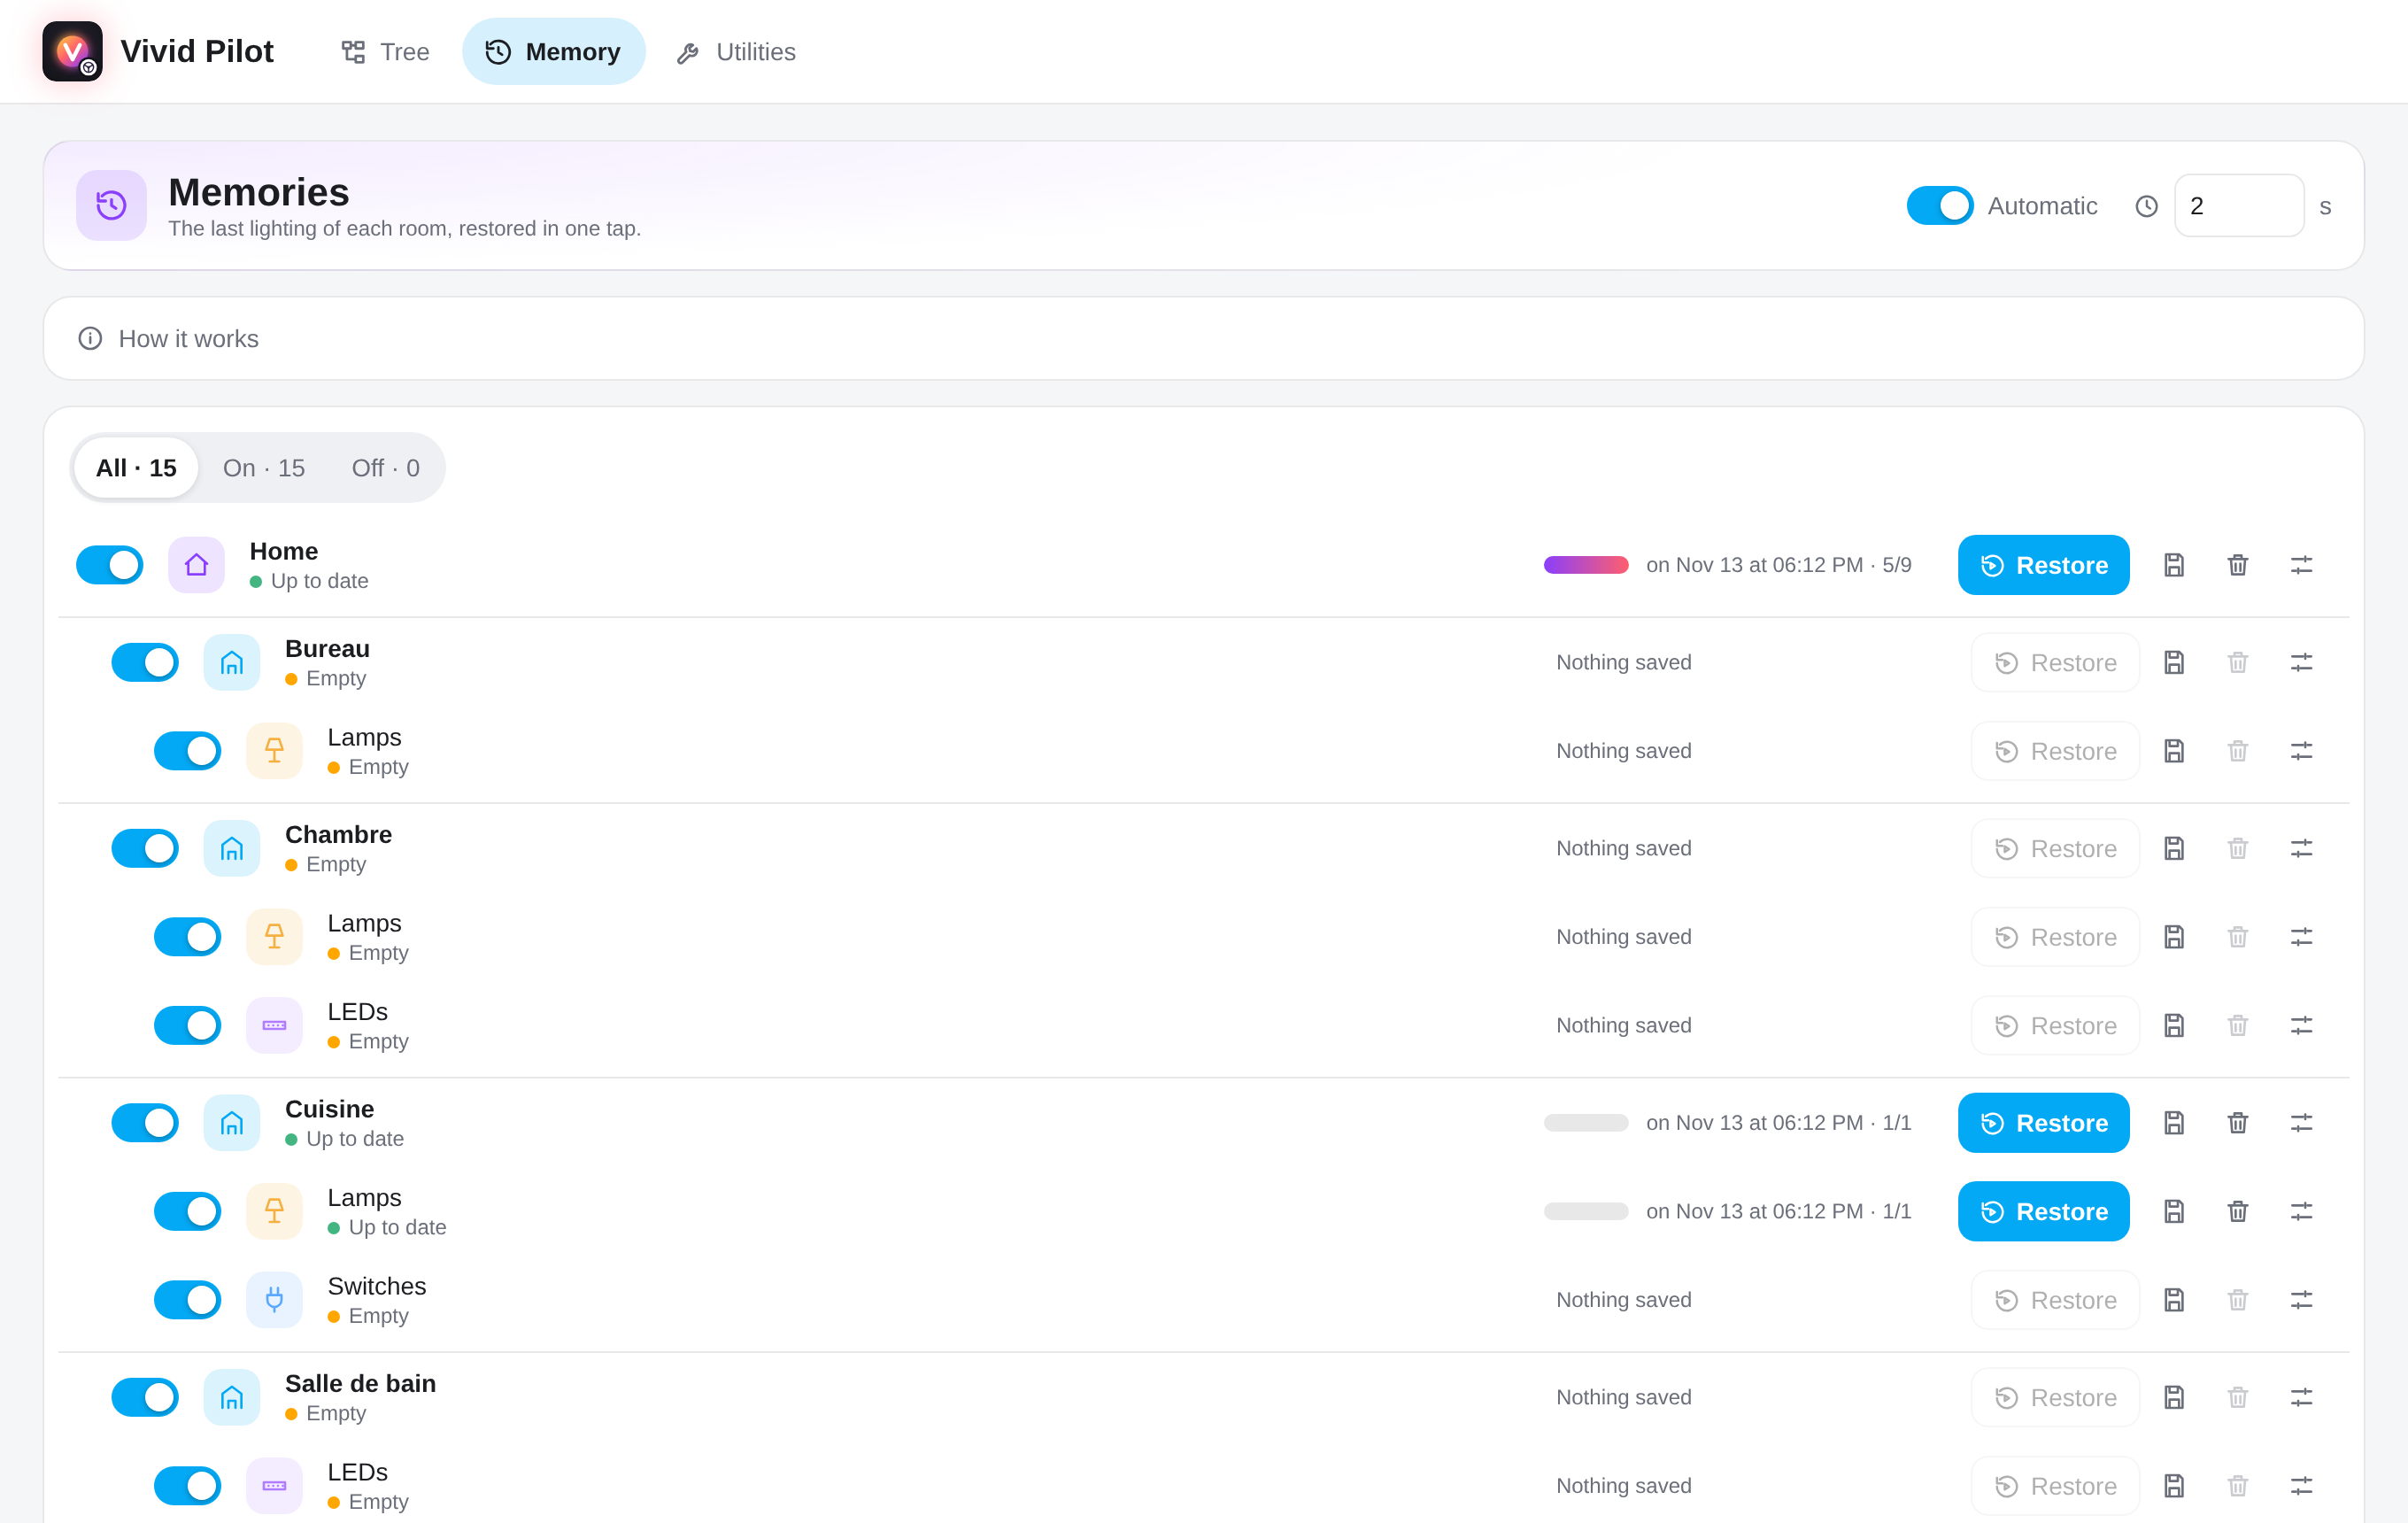 Vivid Pilot Tree Memory Utilities
Memories
The last lighting of each room, restored in one tap.
Automatic 2 s
How it works
All · 15 On · 15 Off · 0
Home
Up to date
on Nov 13 at 06:12 PM · 5/9 Restore
Bureau
Empty
Nothing saved Restore
Lamps
Empty
Nothing saved Restore
Chambre
Empty
Nothing saved Restore
Lamps
Empty
Nothing saved Restore
LEDs
Empty
Nothing saved Restore
Cuisine
Up to date
on Nov 13 at 06:12 PM · 1/1 Restore
Lamps
Up to date
on Nov 13 at 06:12 PM · 1/1 Restore
Switches
Empty
Nothing saved Restore
Salle de bain
Empty
Nothing saved Restore
LEDs
Empty
Nothing saved Restore